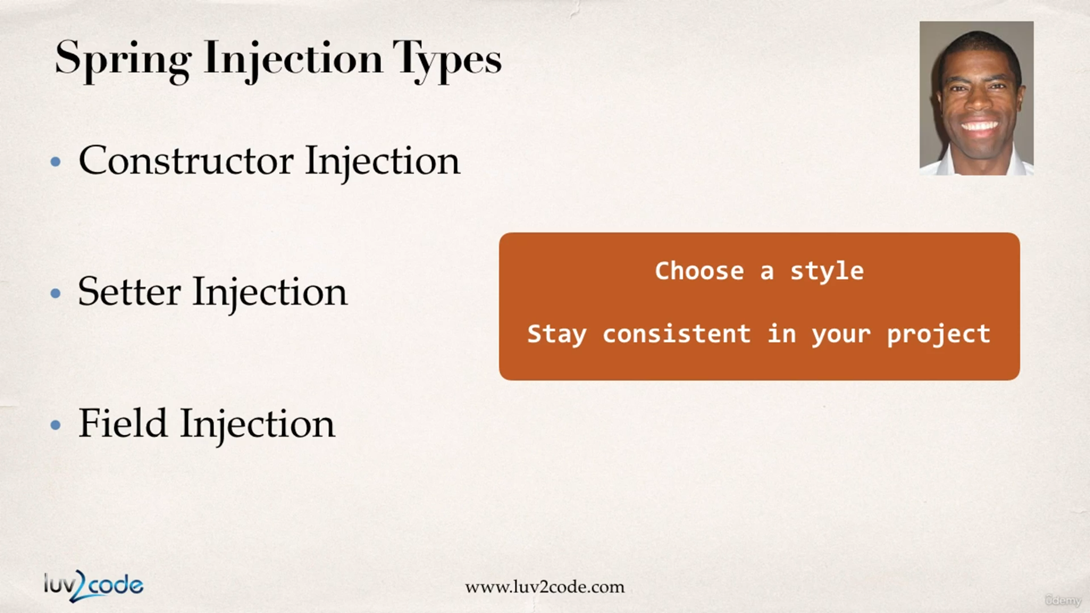 Spring Injection Types
• Constructor Injection
• Setter Injection
• Field Injection
Choose a style
Stay consistent in your project
luv2code
www.luv2code.com
ûdemy